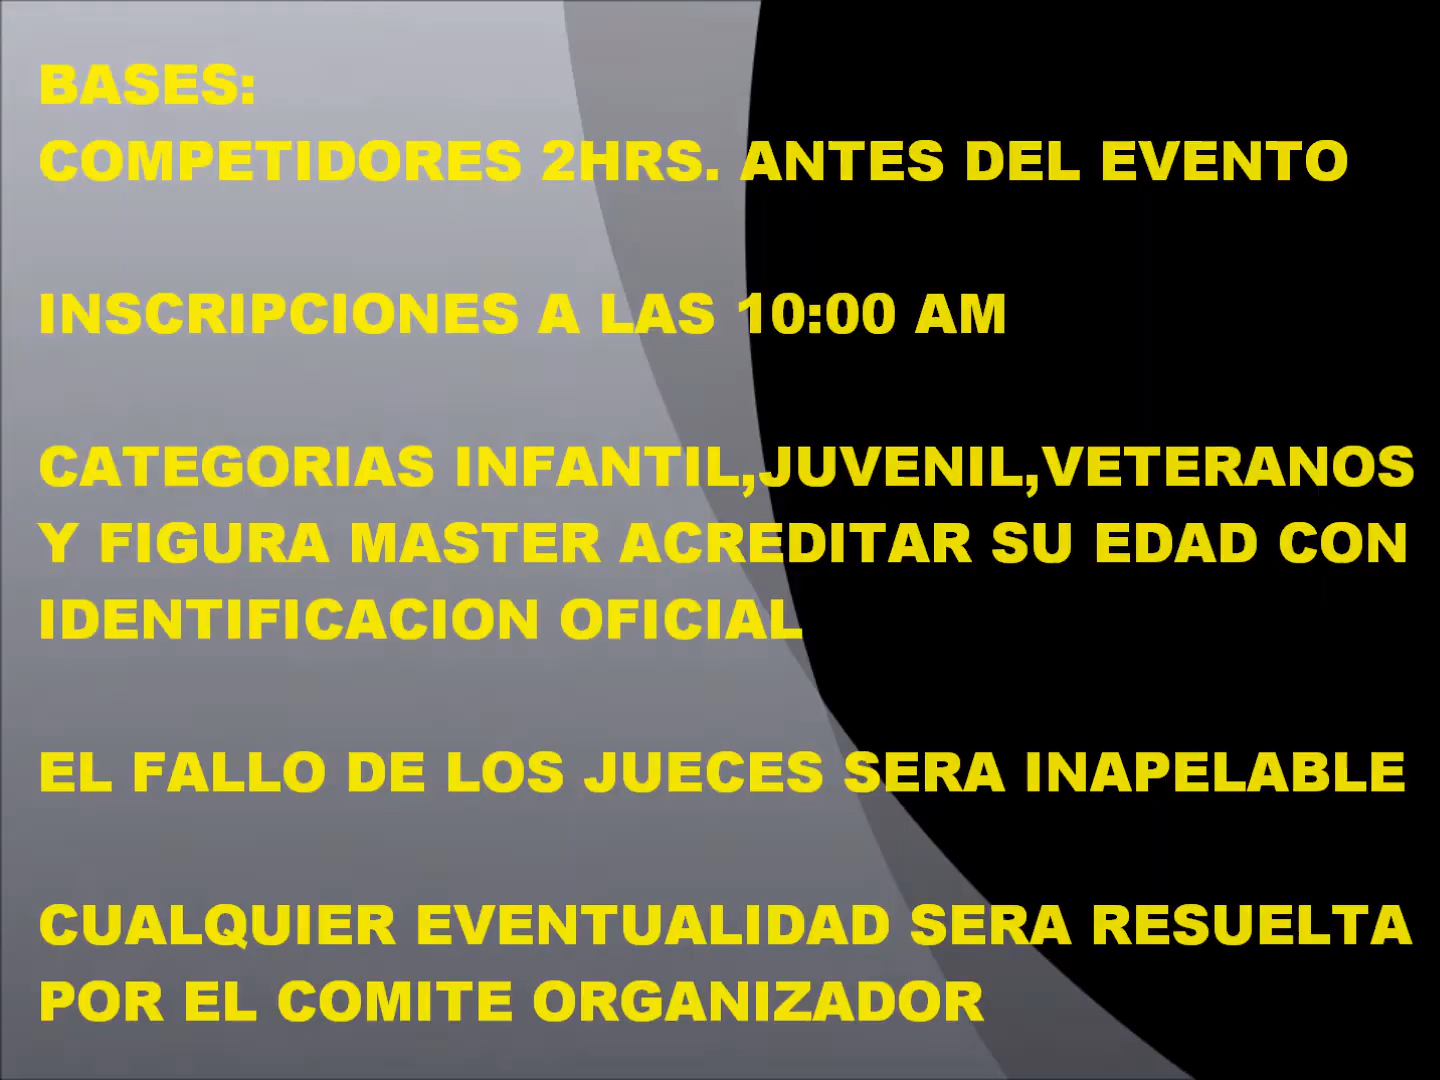 BASES:
COMPETIDORES 2HRS. ANTES DEL EVENTO
INSCRIPCIONES A LAS 10:00 AM
CATEGORIAS INFANTIL,JUVENIL,VETERANOS
Y FIGURA MASTER ACREDITAR SU EDAD CON
IDENTIFICACION OFICIAL
EL FALLO DE LOS JUECES SERA INAPELABLE
CUALQUIER EVENTUALIDAD SERA RESUELTA
POR EL COMITE ORGANIZADOR